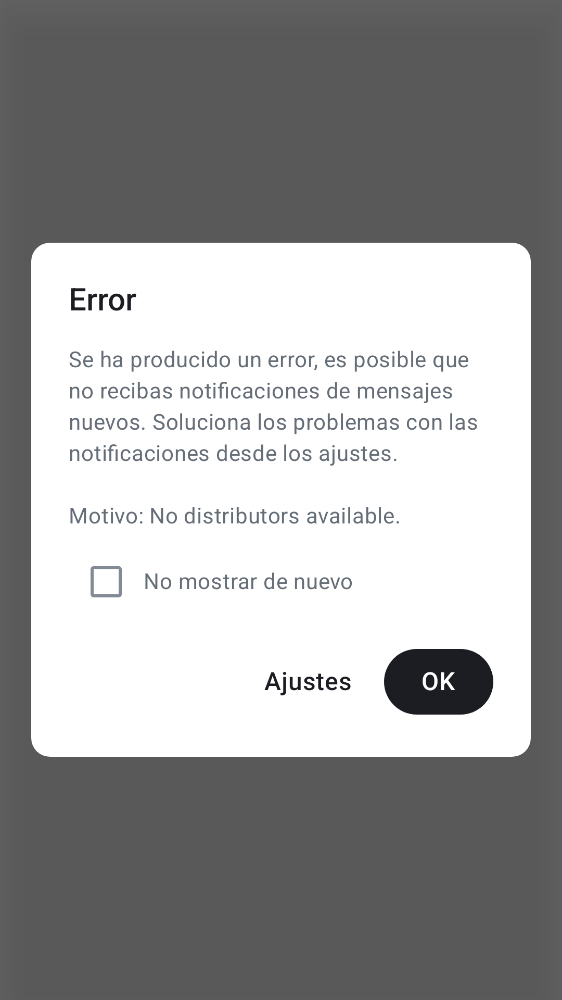 Error
Se ha producido un error, es posible que
no recibas notificaciones de mensajes
nuevos. Soluciona los problemas con las
notificaciones desde los ajustes.
Motivo: No distributors available.
No mostrar de nuevo
Ajustes
OK